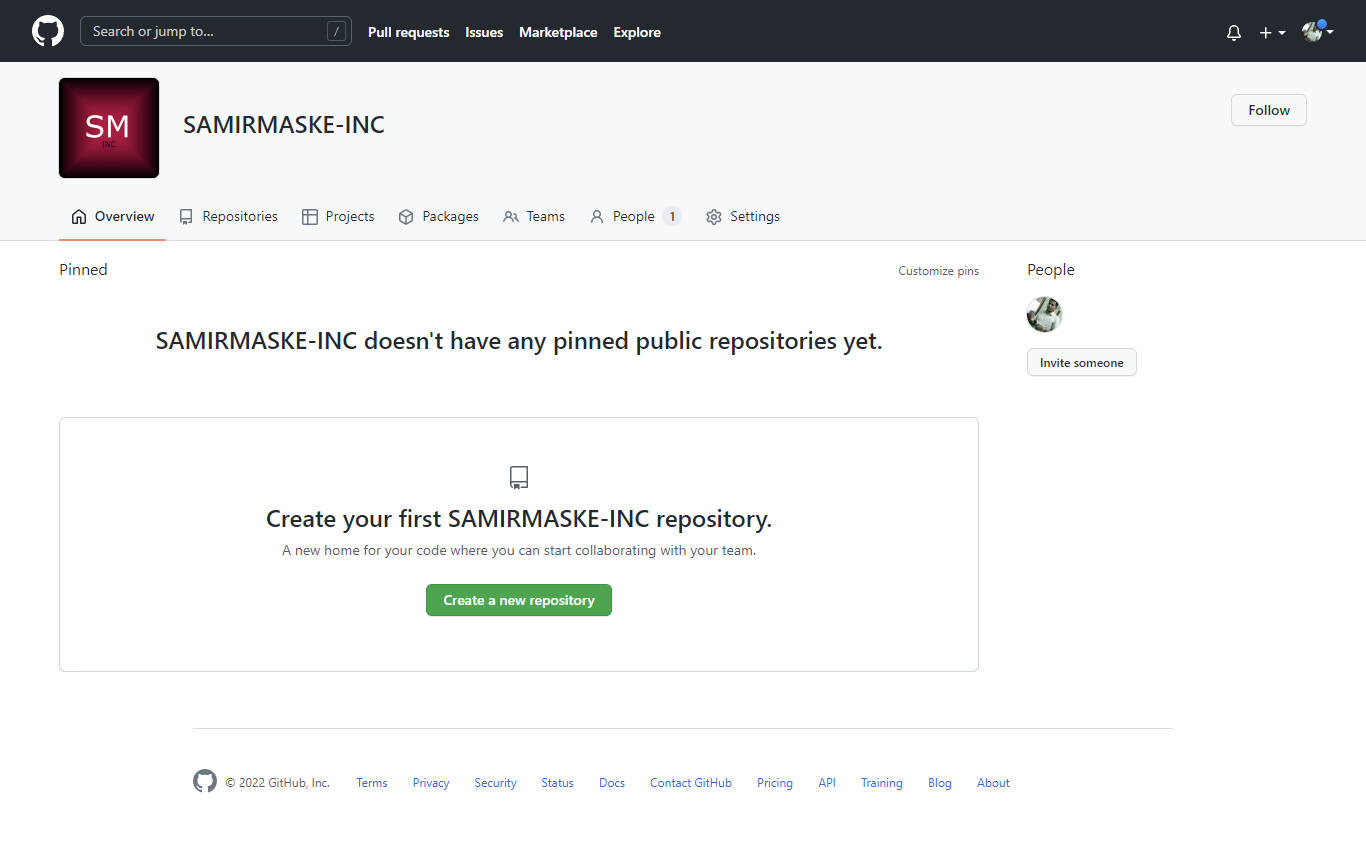 Search or jump to... / Pull requests Issues Marketplace Explore
SM
INC
SAMIRMASKE-INC
Follow
Overview Repositories Projects Packages Teams People 1 Settings
Pinned Customize pins
SAMIRMASKE-INC doesn't have any pinned public repositories yet.
Create your first SAMIRMASKE-INC repository.
A new home for your code where you can start collaborating with your team.
Create a new repository
People
Invite someone
© 2022 GitHub, Inc. Terms Privacy Security Status Docs Contact GitHub Pricing API Training Blog About